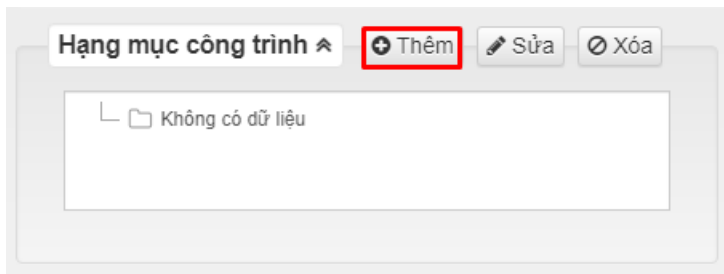 Hạng mục công trình Thêm Sửa Xóa
Không có dữ liệu